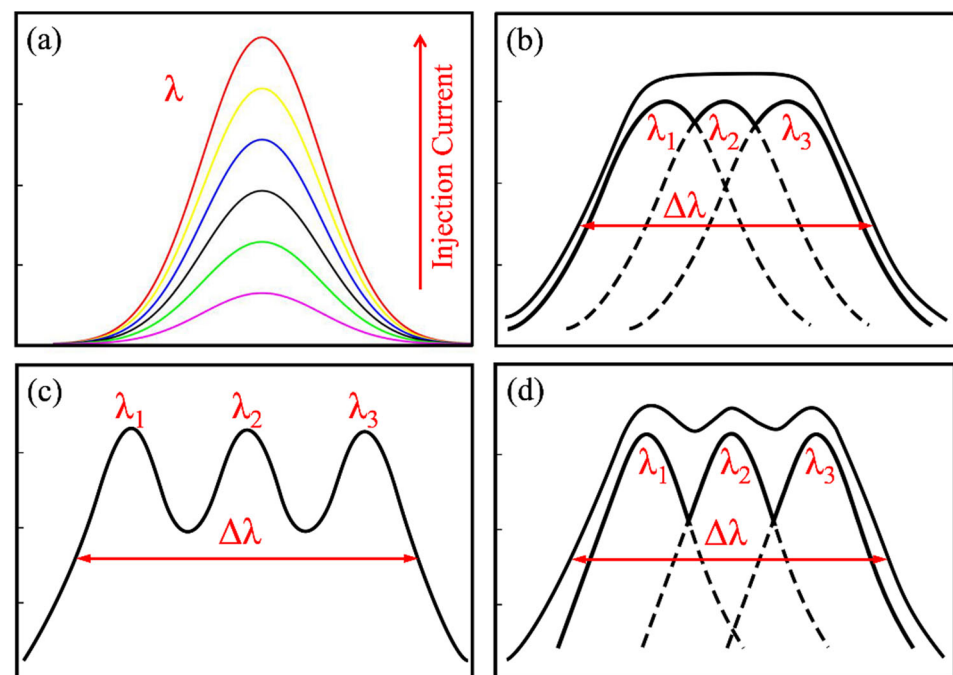 (a)
λ
Injection Current
(b)
λ1 λ2 λ3
Δλ
(c)
λ1 λ2 λ3
Δλ
(d)
λ1 λ2 λ3
Δλ